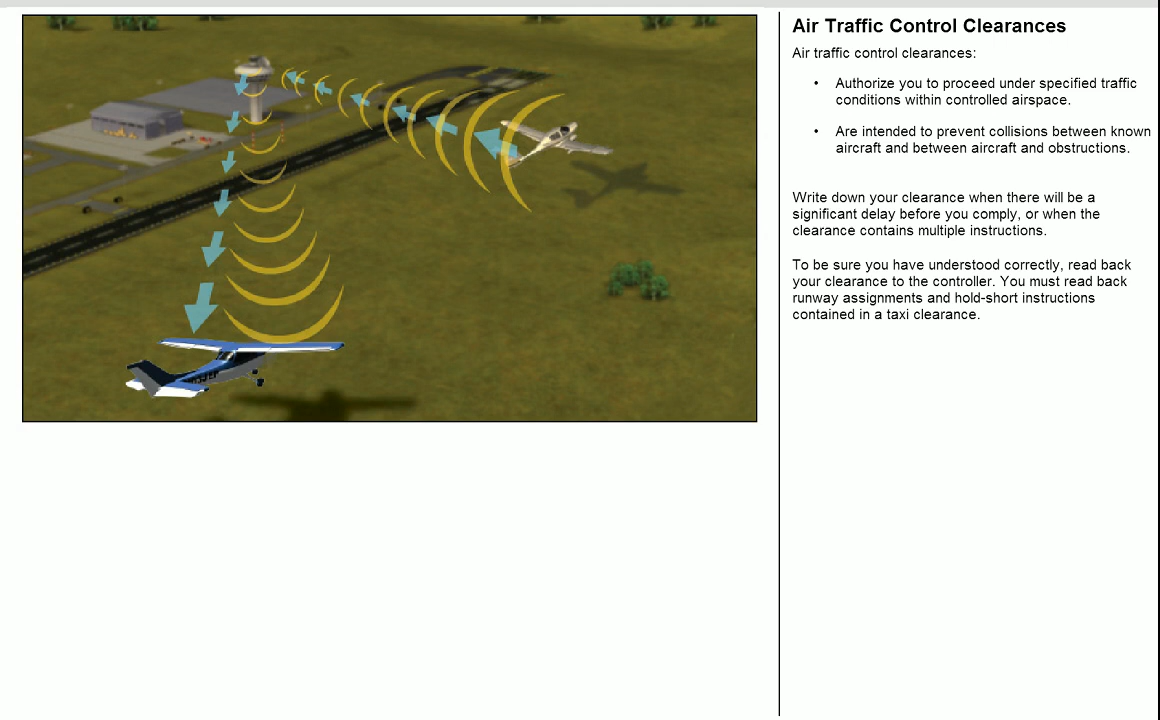 Air Traffic Control Clearances
Air traffic control clearances:
• Authorize you to proceed under specified traffic
conditions within controlled airspace.
• Are intended to prevent collisions between known
aircraft and between aircraft and obstructions.
Write down your clearance when there will be a
significant delay before you comply, or when the
clearance contains multiple instructions.
To be sure you have understood correctly, read back
your clearance to the controller. You must read back
runway assignments and hold-short instructions
contained in a taxi clearance.